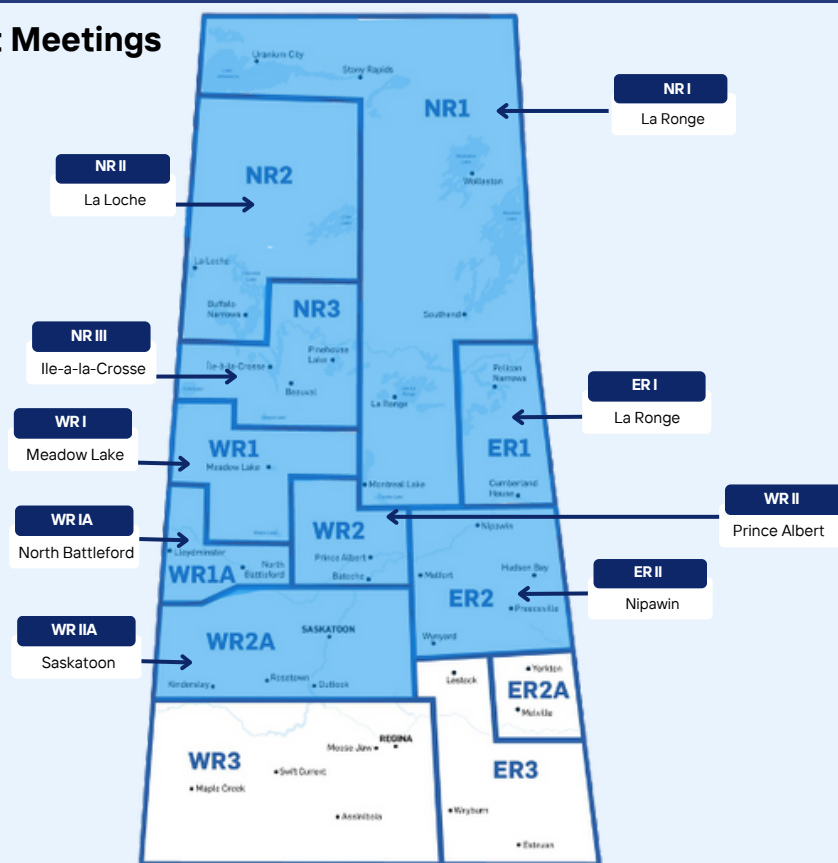 t Meetings
Uranium City
Stony Rapids
NR1
NR I
La Ronge
NR II
La Loche
NR2
Wollaston
La Loche
Buffalo
Narrows
NR3
Southend
NR III
Ile-a-la-Crosse
Pinehouse
Lake
Île-à-la-Crosse
Beauval
La Ronge
Pelican
Narrows
ER I
La Ronge
WR I
Meadow Lake
WR1
Meadow Lake
ER1
Montreal Lake
Cumberland
House
WR II
Prince Albert
WR IA
North Battleford
WR2
Nipawin
Lloydminster
Prince Albert
North
Battleford
WR1A
Batoche
Melfort
Hudson Bay
ER II
Nipawin
ER2
Preeceville
WR IIA
Saskatoon
WR2A
SASKATOON
Wynyard
Kindersley
Rosetown
Outlook
Lestock
Yorkton
ER2A
Melville
WR3
Moose Jaw
REGINA
Swift Current
ER3
Maple Creek
Assiniboia
Weyburn
Estevan